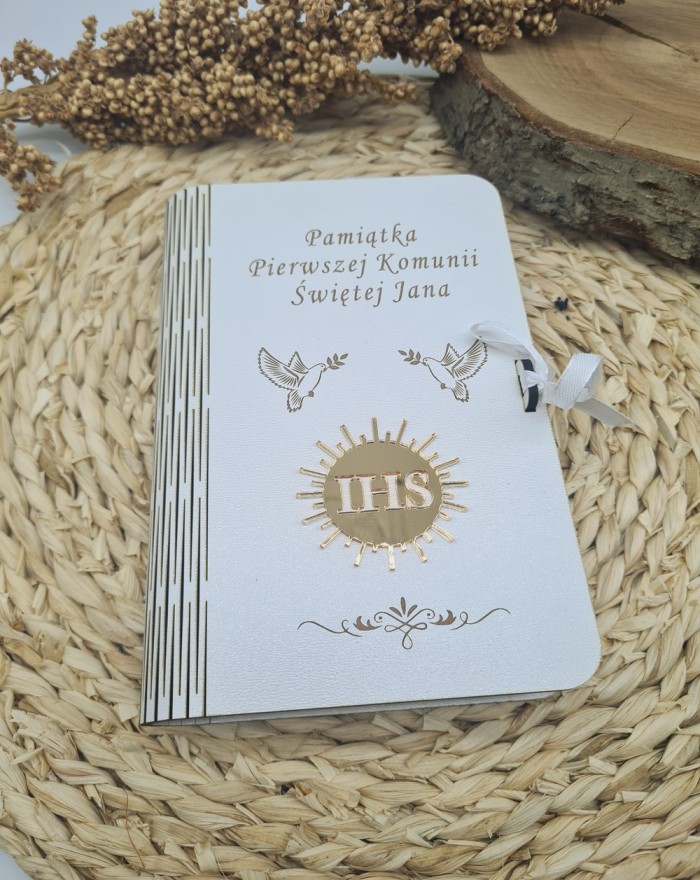 Pamiątka
Pierwszej Komunii
Świętej Jana
IHS